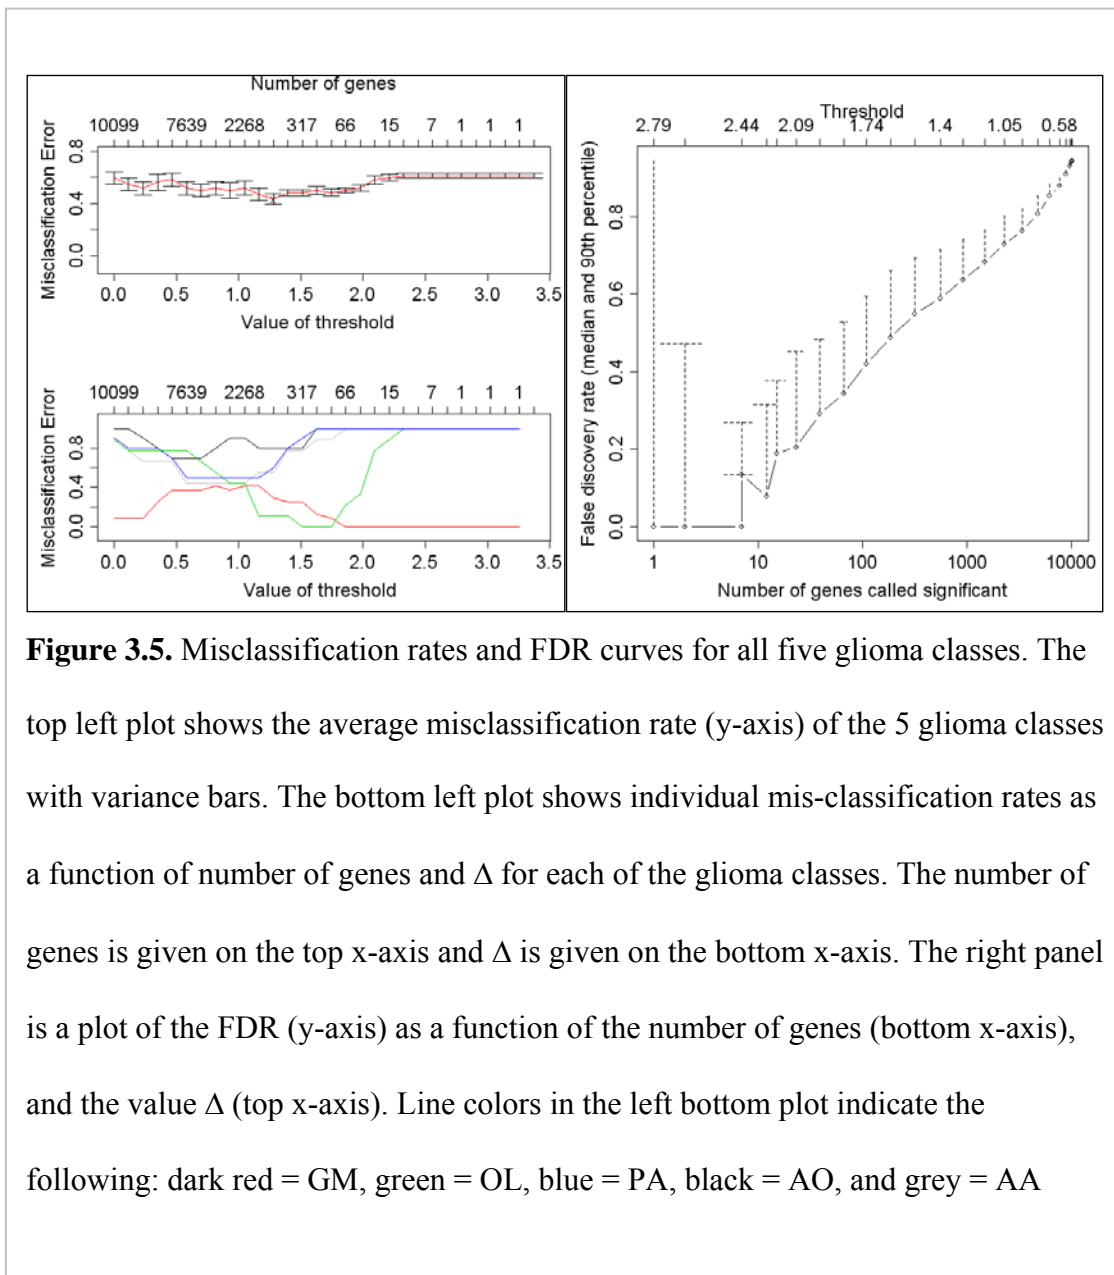 Number of genes
10099 7639 2268 317 66 15 7 1 1 1
Misclassification Error
0.0 0.4 0.8
0.0 0.5 1.0 1.5 2.0 2.5 3.0 3.5
Value of threshold
10099 7639 2268 317 66 15 7 1 1 1
Misclassification Error
0.0 0.4 0.8
0.0 0.5 1.0 1.5 2.0 2.5 3.0 3.5
Value of threshold
Threshold
2.79 2.44 2.09 1.74 1.4 1.05 0.58
False discovery rate (median and 90th percentile)
0.0 0.2 0.4 0.6 0.8
1 10 100 1000 10000
Number of genes called significant
Figure 3.5. Misclassification rates and FDR curves for all five glioma classes. The
top left plot shows the average misclassification rate (y-axis) of the 5 glioma classes
with variance bars. The bottom left plot shows individual mis-classification rates as
a function of number of genes and Δ for each of the glioma classes. The number of
genes is given on the top x-axis and Δ is given on the bottom x-axis. The right panel
is a plot of the FDR (y-axis) as a function of the number of genes (bottom x-axis),
and the value Δ (top x-axis). Line colors in the left bottom plot indicate the
following: dark red = GM, green = OL, blue = PA, black = AO, and grey = AA